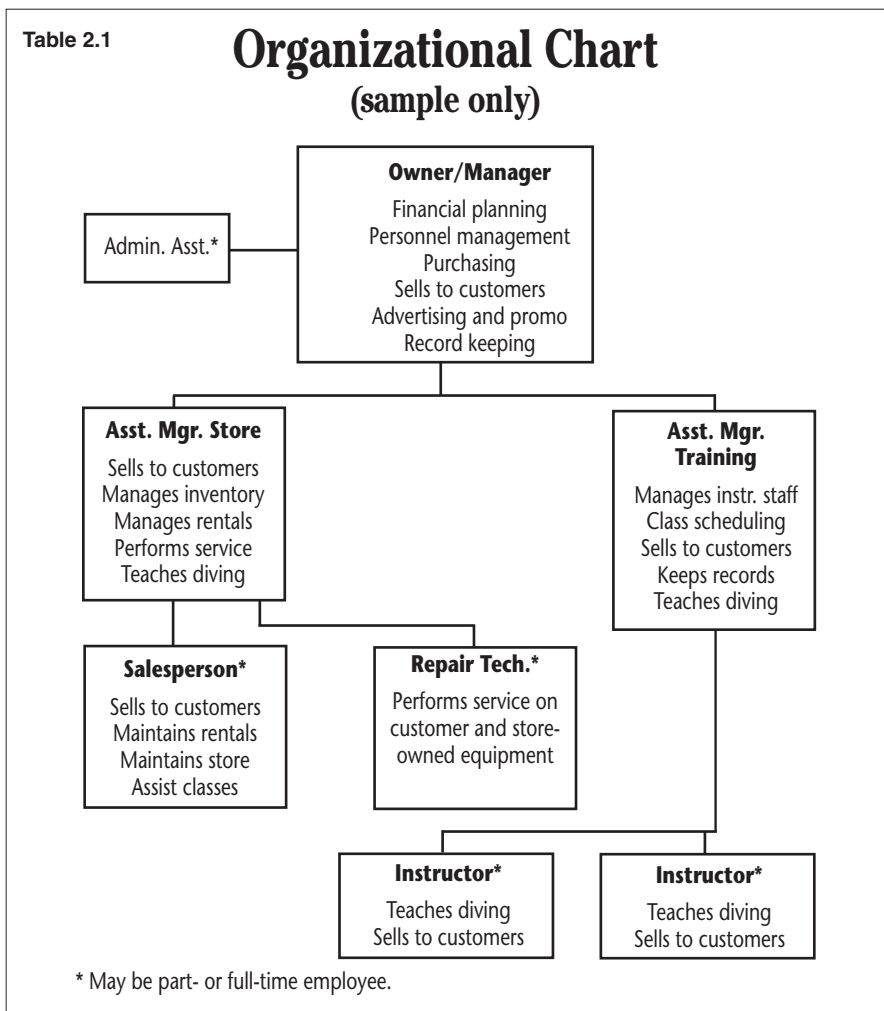 Table 2.1
Organizational Chart
(sample only)
Owner/Manager
Financial planning
Personnel management
Purchasing
Sells to customers
Advertising and promo
Record keeping
Admin. Asst.*
Asst. Mgr. Store
Sells to customers
Manages inventory
Manages rentals
Performs service
Teaches diving
Asst. Mgr.
Training
Manages instr. staff
Class scheduling
Sells to customers
Keeps records
Teaches diving
Salesperson*
Sells to customers
Maintains rentals
Maintains store
Assist classes
Repair Tech.*
Performs service on
customer and store-
owned equipment
Instructor*
Teaches diving
Sells to customers
Instructor*
Teaches diving
Sells to customers
* May be part- or full-time employee.